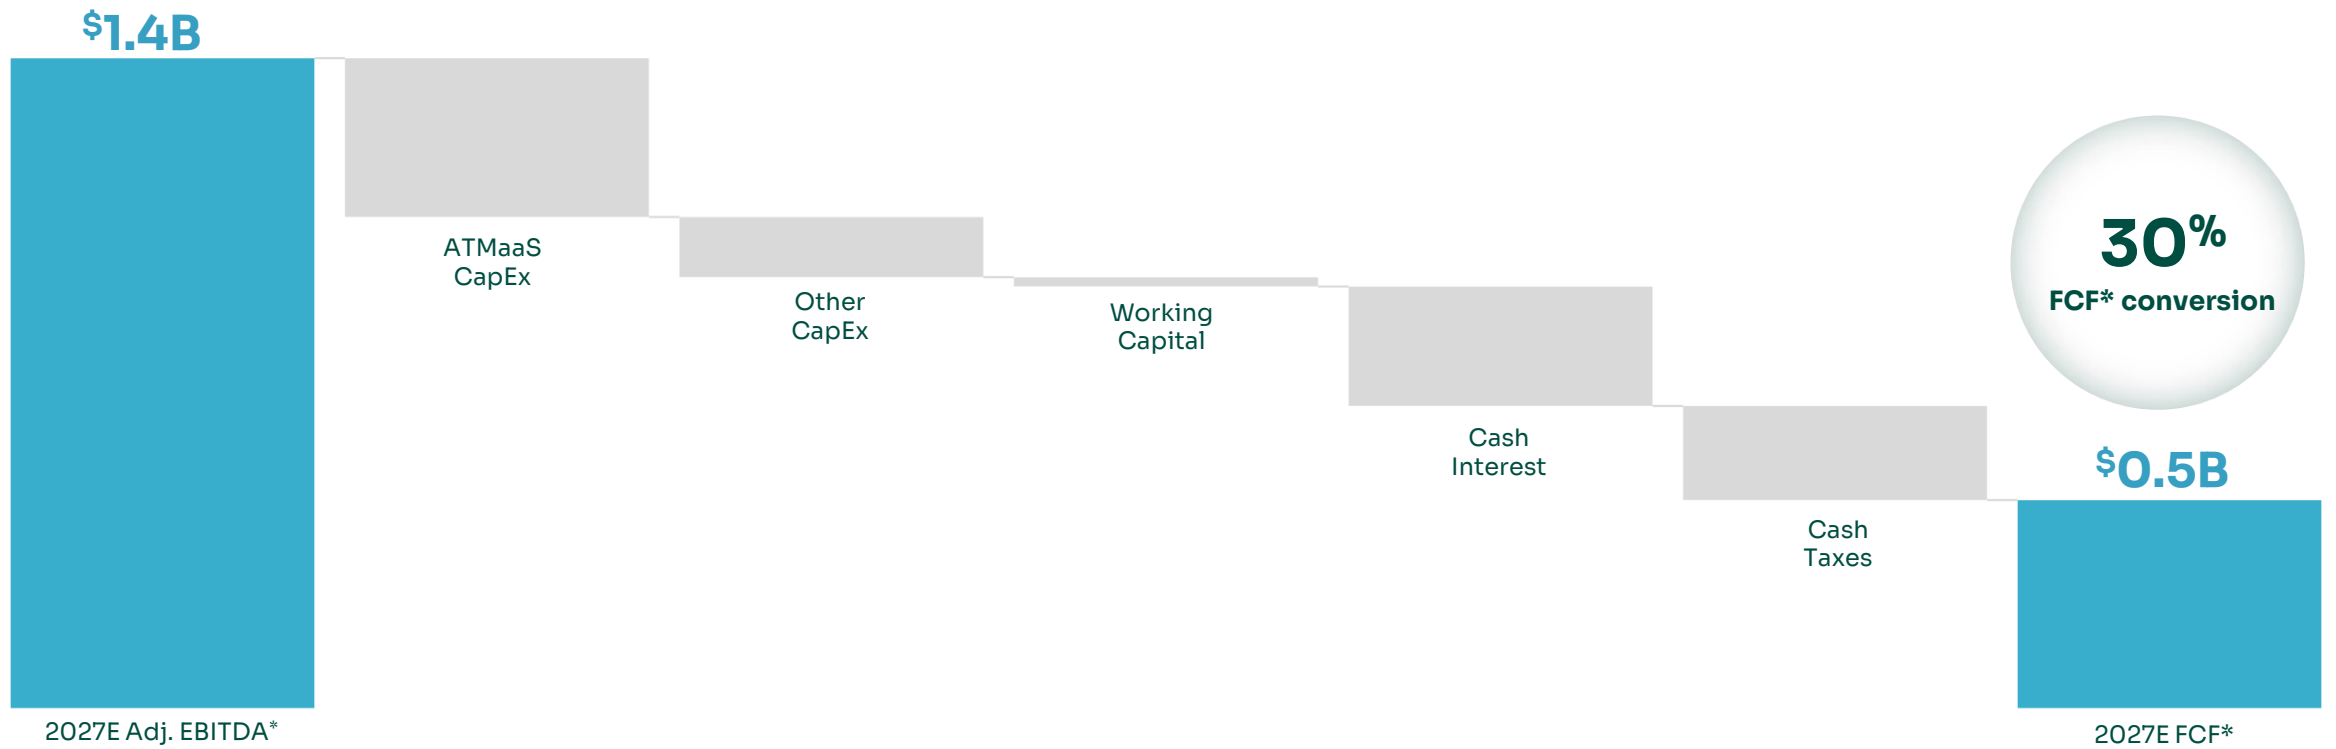 $1.4B
ATMaaS
CapEx
Other
CapEx
Working
Capital
Cash
Interest
Cash
Taxes
30%
FCF* conversion
$0.5B
2027E Adj. EBITDA*
2027E FCF*